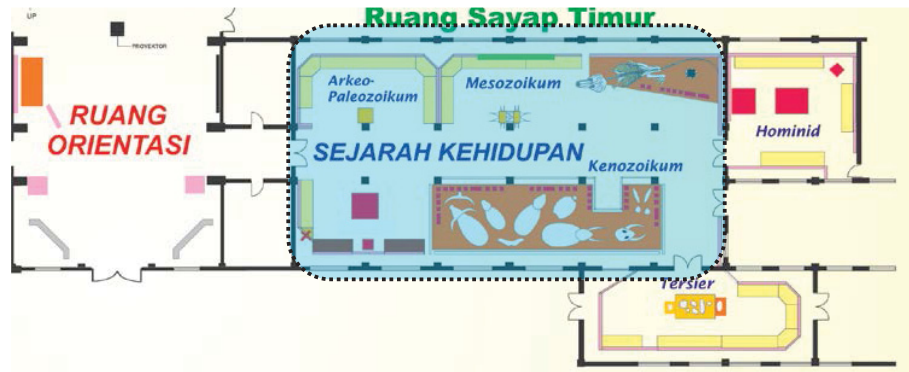 Ruang Sayap Timur
UP
PROYEKTOR
RUANG
ORIENTASI
Arkeo-
Paleozoikum
Mesozoikum
Hominid
SEJARAH KEHIDUPAN
Kenozoikum
Tersier